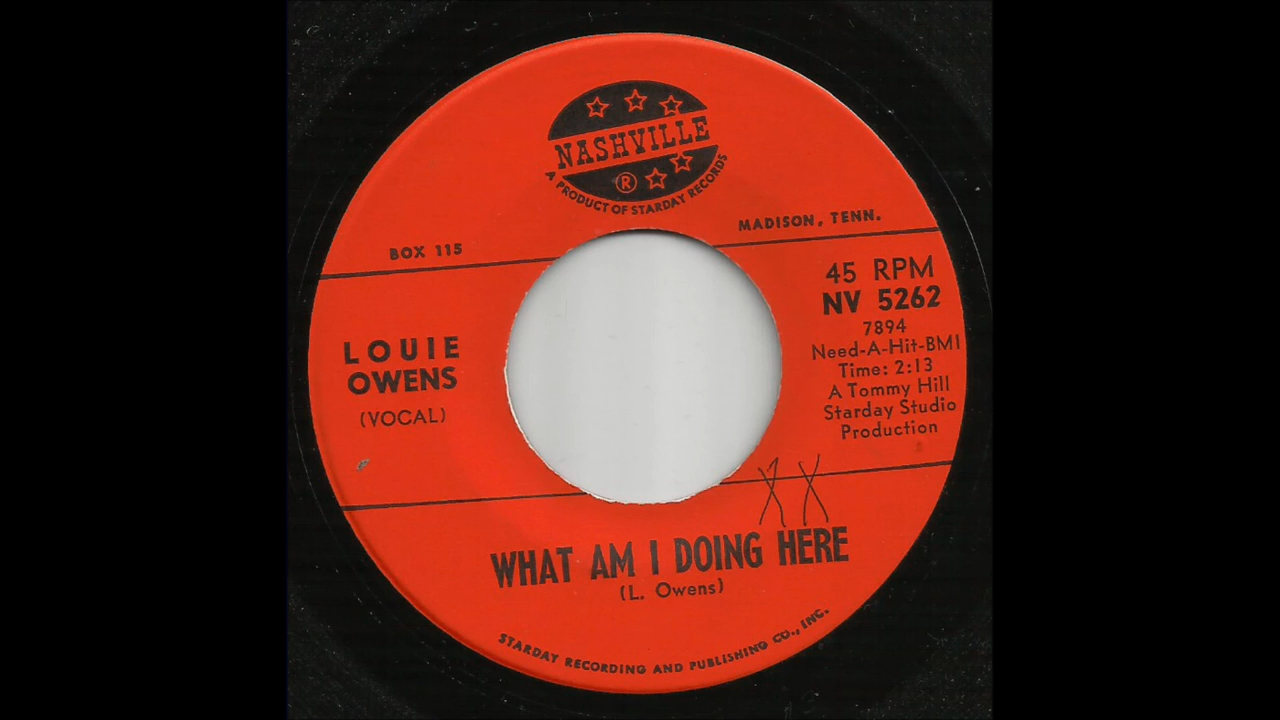 NASHVILLE
®
A PRODUCT OF STARDAY RECORDS
BOX 115
MADISON, TENN.
45 RPM
NV 5262
7894
Need-A-Hit-BMI
Time: 2:13
A Tommy Hill
Starday Studio
Production
LOUIE
OWENS
(VOCAL)
XX
WHAT AM I DOING HERE
(L. Owens)
STARDAY RECORDING AND PUBLISHING CO., INC.